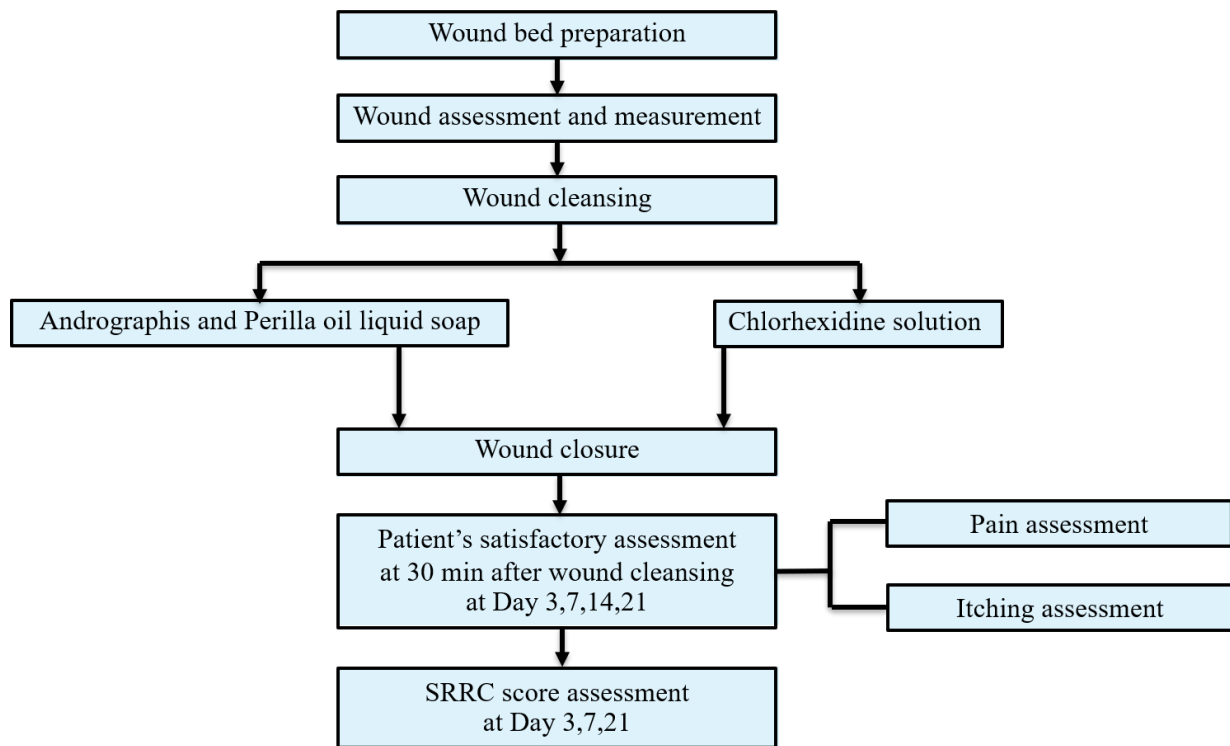 Wound bed preparation
Wound assessment and measurement
Wound cleansing
Andrographis and Perilla oil liquid soap
Chlorhexidine solution
Wound closure
Patient’s satisfactory assessment
at 30 min after wound cleansing
at Day 3,7,14,21
Pain assessment
Itching assessment
SRRC score assessment
at Day 3,7,21